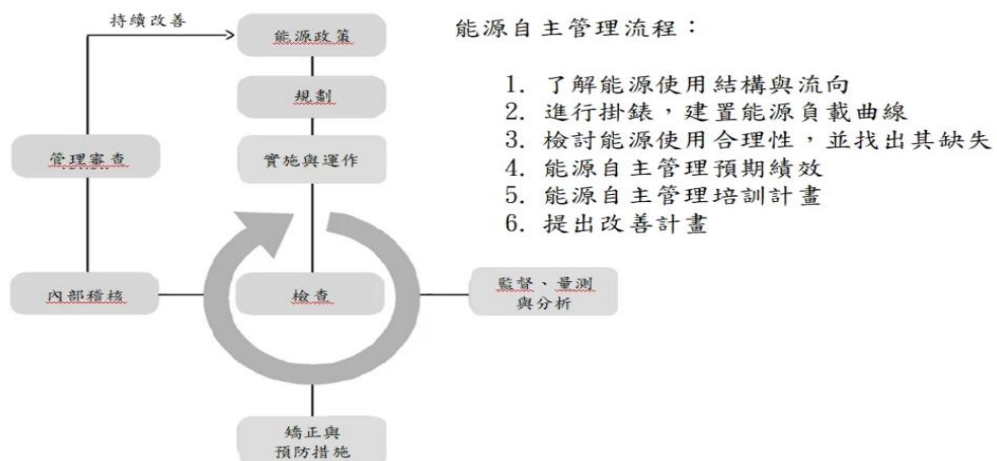 持續改善
能源政策
規劃
實施與運作
管理審查
內部稽核
檢查
監督、量測
與分析
矯正與
預防措施
能源自主管理流程：
1. 了解能源使用結構與流向
2. 進行掛錶，建置能源負載曲線
3. 檢討能源使用合理性，並找出其缺失
4. 能源自主管理預期績效
5. 能源自主管理培訓計畫
6. 提出改善計畫